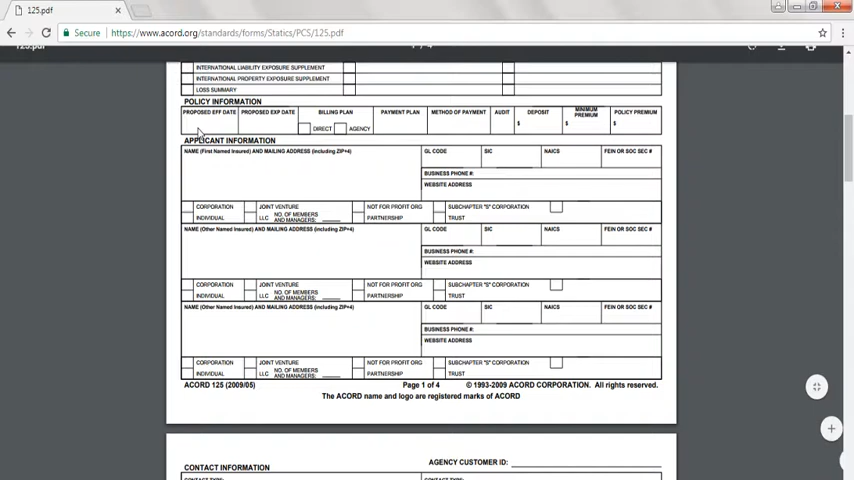 125.pdf
Secure https://www.acord.org/standards/forms/Statics/PCS/125.pdf
INTERNATIONAL LIABILITY EXPOSURE SUPPLEMENT
INTERNATIONAL PROPERTY EXPOSURE SUPPLEMENT
LOSS SUMMARY
POLICY INFORMATION
PROPOSED EFF DATE PROPOSED EXP DATE BILLING PLAN PAYMENT PLAN METHOD OF PAYMENT AUDIT DEPOSIT MINIMUM PREMIUM POLICY PREMIUM
DIRECT AGENCY $ $ $
APPLICANT INFORMATION
NAME (First Named Insured) AND MAILING ADDRESS (including ZIP+4) GL CODE SIC NAICS FEIN OR SOC SEC #
BUSINESS PHONE #:
WEBSITE ADDRESS
CORPORATION JOINT VENTURE NOT FOR PROFIT ORG SUBCHAPTER "S" CORPORATION
INDIVIDUAL LLC NO. OF MEMBERS AND MANAGERS: PARTNERSHIP TRUST
NAME (Other Named Insured) AND MAILING ADDRESS (including ZIP+4) GL CODE SIC NAICS FEIN OR SOC SEC #
BUSINESS PHONE #:
WEBSITE ADDRESS
CORPORATION JOINT VENTURE NOT FOR PROFIT ORG SUBCHAPTER "S" CORPORATION
INDIVIDUAL LLC NO. OF MEMBERS AND MANAGERS: PARTNERSHIP TRUST
NAME (Other Named Insured) AND MAILING ADDRESS (including ZIP+4) GL CODE SIC NAICS FEIN OR SOC SEC #
BUSINESS PHONE #:
WEBSITE ADDRESS
CORPORATION JOINT VENTURE NOT FOR PROFIT ORG SUBCHAPTER "S" CORPORATION
INDIVIDUAL LLC NO. OF MEMBERS AND MANAGERS: PARTNERSHIP TRUST
ACORD 125 (2009/05) Page 1 of 4 © 1993-2009 ACORD CORPORATION. All rights reserved.
The ACORD name and logo are registered marks of ACORD
AGENCY CUSTOMER ID:
CONTACT INFORMATION